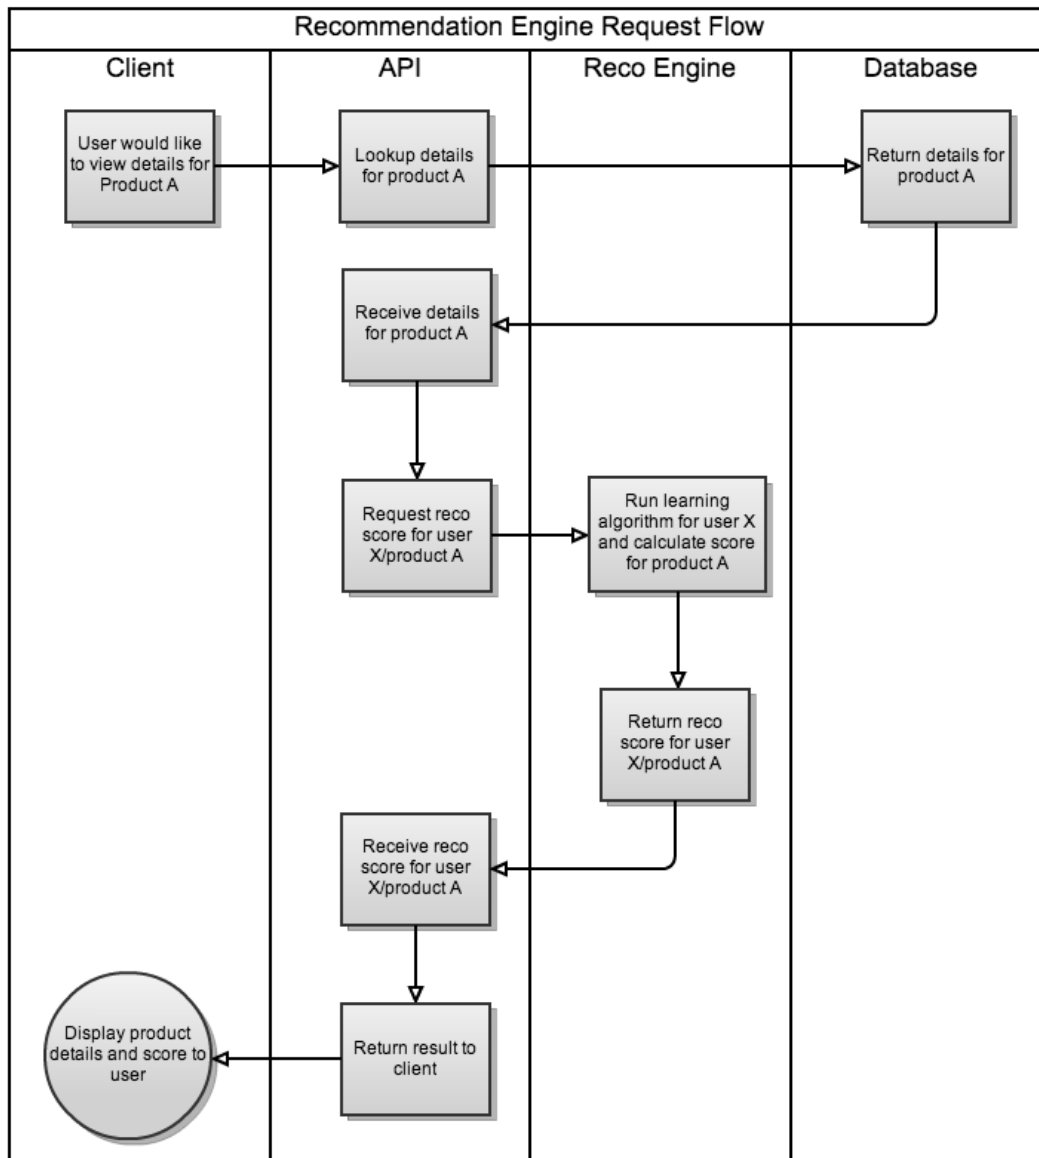 Recommendation Engine Request Flow
Client
API
Reco Engine
Database
User would like
to view details for
Product A
Lookup details
for product A
Return details for
product A
Receive details
for product A
Request reco
score for user
X/product A
Run learning
algorithm for user X
and calculate score
for product A
Return reco
score for user
X/product A
Receive reco
score for user
X/product A
Return result to
client
Display product
details and score to
user